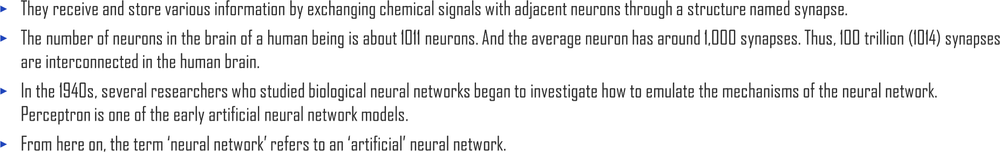 ► They receive and store various information by exchanging chemical signals with adjacent neurons through a structure named synapse.
► The number of neurons in the brain of a human being is about 1011 neurons. And the average neuron has around 1,000 synapses. Thus, 100 trillion (1014) synapses
are interconnected in the human brain.
► In the 1940s, several researchers who studied biological neural networks began to investigate how to emulate the mechanisms of the neural network.
Perceptron is one of the early artificial neural network models.
► From here on, the term ‘neural network’ refers to an ‘artificial’ neural network.